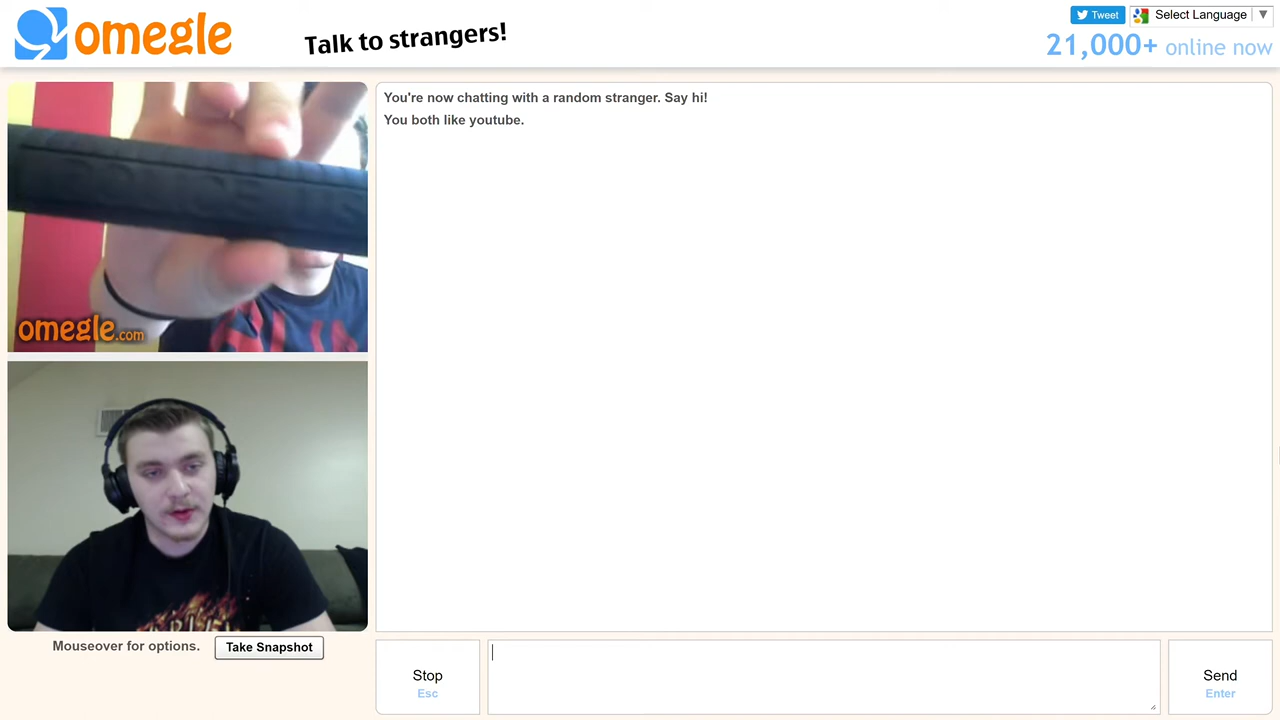 omegle
Talk to strangers!
Tweet
Select Language
21,000+ online now
You're now chatting with a random stranger. Say hi!
You both like youtube.
omegle.com
Mouseover for options.
Take Snapshot
Stop
Esc
Send
Enter